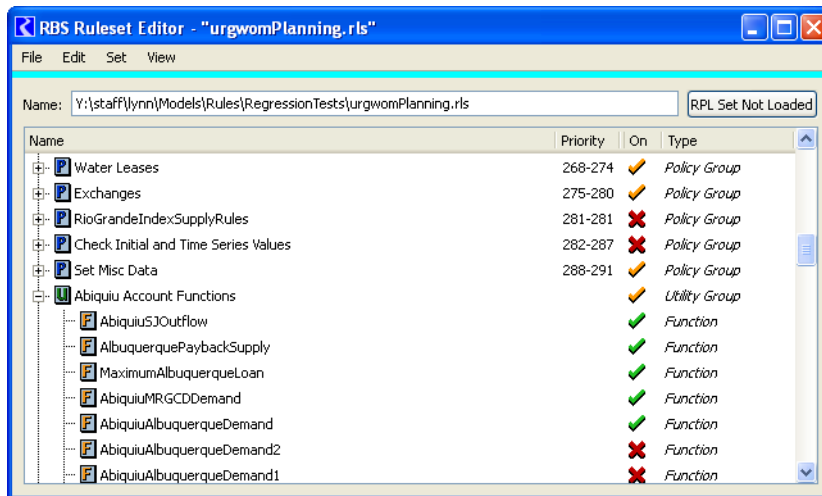 RBS Ruleset Editor - "urgwomPlanning.rls"
File Edit Set View
Name: Y:\staff\lynn\Models\Rules\RegressionTests\urgwomPlanning.rls RPL Set Not Loaded
Name Priority On Type
P Water Leases 268-274 Policy Group
P Exchanges 275-280 Policy Group
P RioGrandeIndexSupplyRules 281-281 Policy Group
P Check Initial and Time Series Values 282-287 Policy Group
P Set Misc Data 288-291 Policy Group
U Abiquiu Account Functions Utility Group
F AbiquiuSJOutflow Function
F AlbuquerquePaybackSupply Function
F MaximumAlbuquerqueLoan Function
F AbiquiuMRGCDDemand Function
F AbiquiuAlbuquerqueDemand Function
F AbiquiuAlbuquerqueDemand2 Function
F AbiquiuAlbuquerqueDemand1 Function